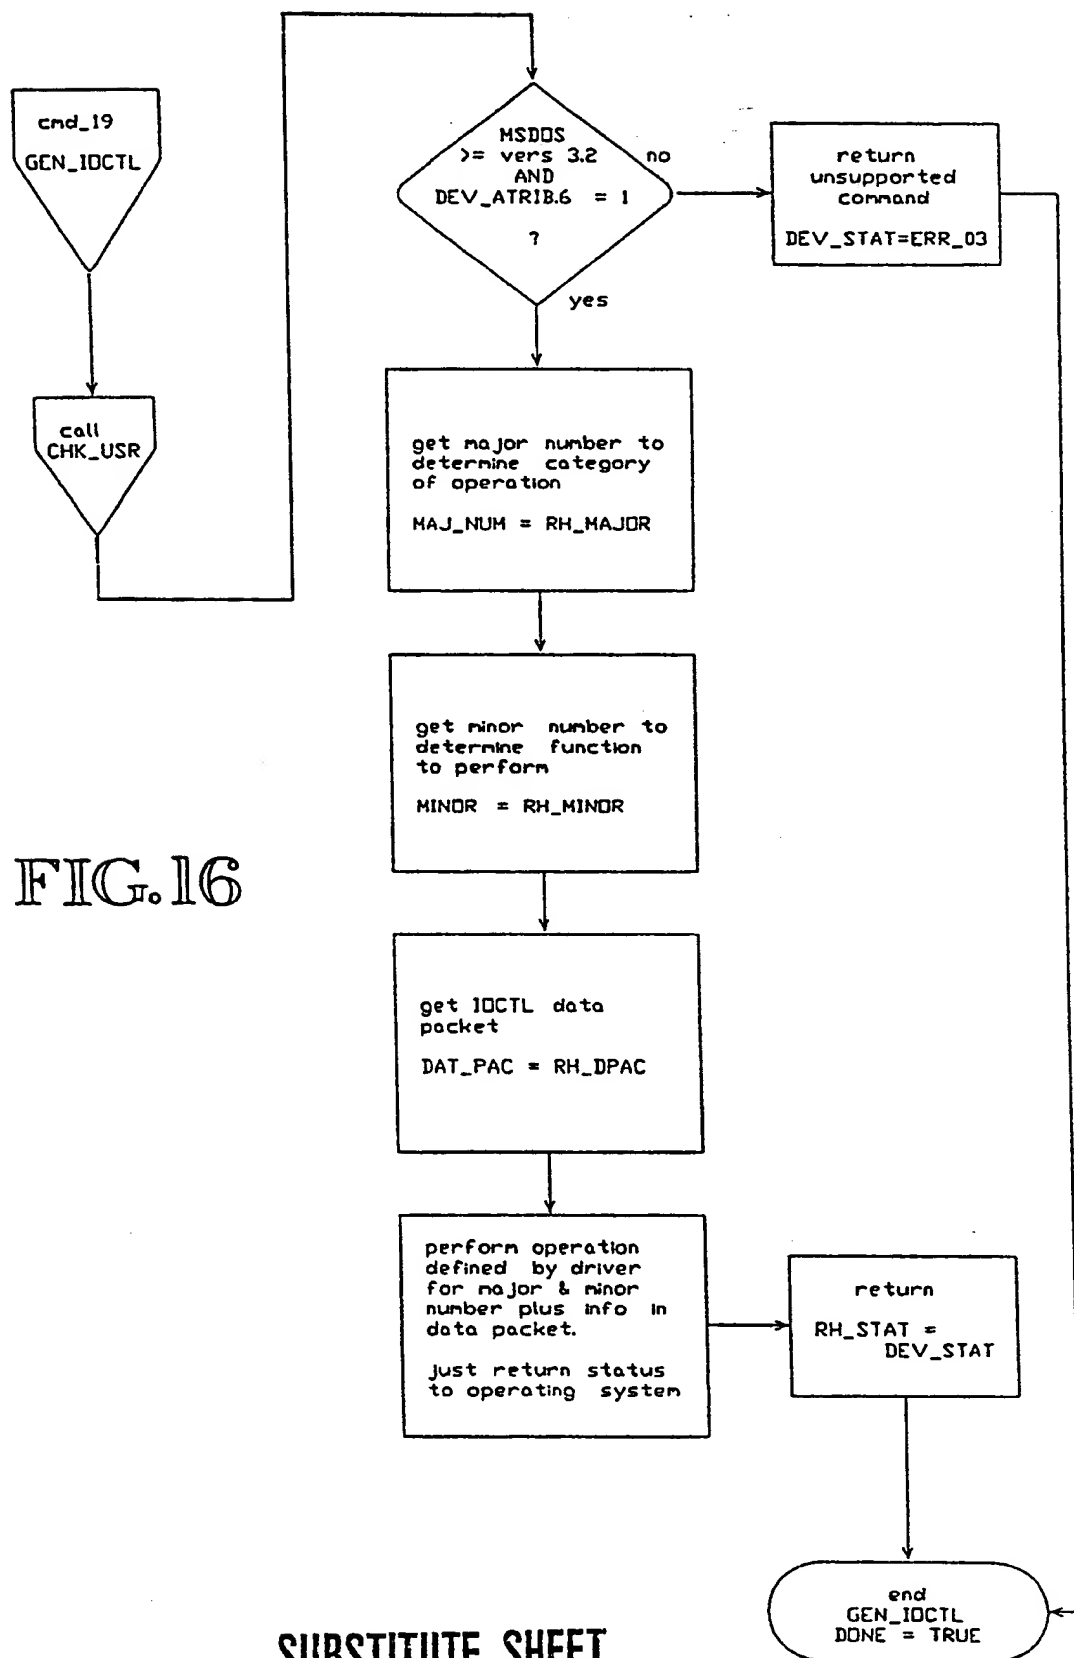 cmd_19
GEN_IOCTL
call
CHK_USR
MSDOS
>= vers 3.2
AND
DEV_ATRIB.6 = 1
?
no
yes
return
unsupported
command
DEV_STAT=ERR_03
get major number to
determine category
of operation
MAJ_NUM = RH_MAJOR
get minor number to
determine function
to perform
MINOR = RH_MINOR
get IOCTL data
packet
DAT_PAC = RH_DPAC
perform operation
defined by driver
for major & minor
number plus info in
data packet.
Just return status
to operating system
return
RH_STAT =
DEV_STAT
end
GEN_IOCTL
DONE = TRUE
FIG. 16
SUBSTITUTE SHEET